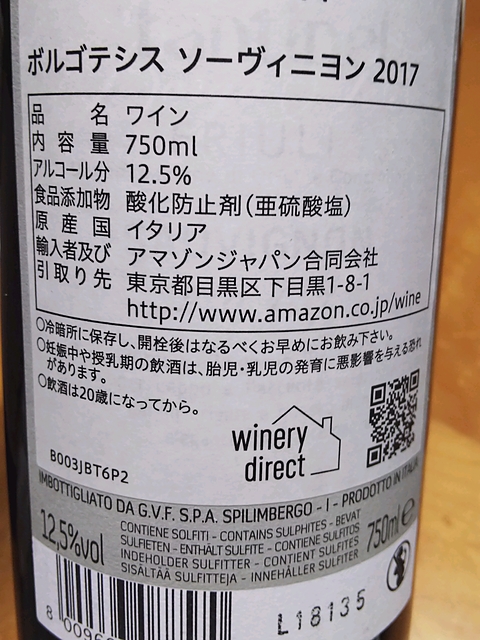 ボルゴテシス ソーヴィニヨン 2017
品名 ワイン
内容量 750ml
アルコール分 12.5%
食品添加物 酸化防止剤(亜硫酸塩)
原産国 イタリア
輸入者及び引取り先 アマゾンジャパン合同会社
東京都目黒区下目黒1-8-1
http://www.amazon.co.jp/wine
○冷暗所に保存し、開栓後はなるべくお早めにお飲み下さい。
○妊娠中や授乳期の飲酒は、胎児・乳児の発育に悪影響を与える恐れ
があります。
○飲酒は20歳になってから。
winery
direct
B003JBT6P2
IMBOTTIGLIATO DA G.V.F. S.P.A. SPILIMBERGO - I - PRODOTTO IN ITALIA
12,5%vol
CONTIENE SOLFITI - CONTAINS SULPHITES - BEVAT
SULFIETEN - ENTHÄLT SULFITE - CONTIENE SULFITOS
INDEHOLDER SULFITTER - CONTIENT SULFITES
SISÄLTÄÄ SULFIITTEJA - INNEHÅLLER SULFITER
750ml e
L18135